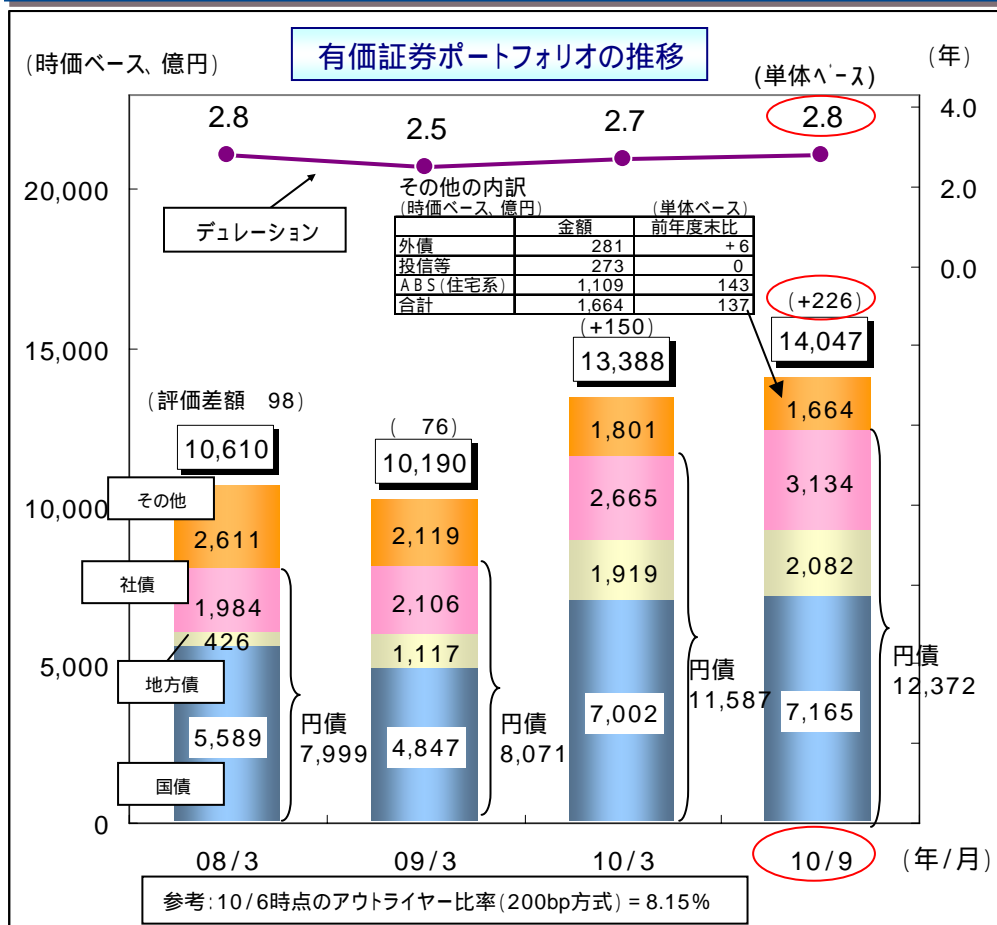 有価証券ポートフォリオの推移
(時価ベース、億円)
(年)
(単体ベース)
2.8
2.5
2.7
2.8
4.0
2.0
0.0
デュレーション
その他の内訳
(時価ベース、億円) (単体ベース)
金額 前年度末比
外債 281 +6
投信等 273 0
ABS(住宅系) 1,109 143
合計 1,664 137
20,000
15,000
10,000
5,000
0
(評価差額 98)
10,610
( 76)
10,190
(+150)
13,388
(+226)
14,047
その他
社債
地方債
国債
2,611
1,984
426
5,589
円債
7,999
2,119
2,106
1,117
4,847
円債
8,071
1,801
2,665
1,919
7,002
円債
11,587
1,664
3,134
2,082
7,165
円債
12,372
08/3
09/3
10/3
10/9
(年/月)
参考:10/6時点のアウトライヤー比率(200bp方式)=8.15%